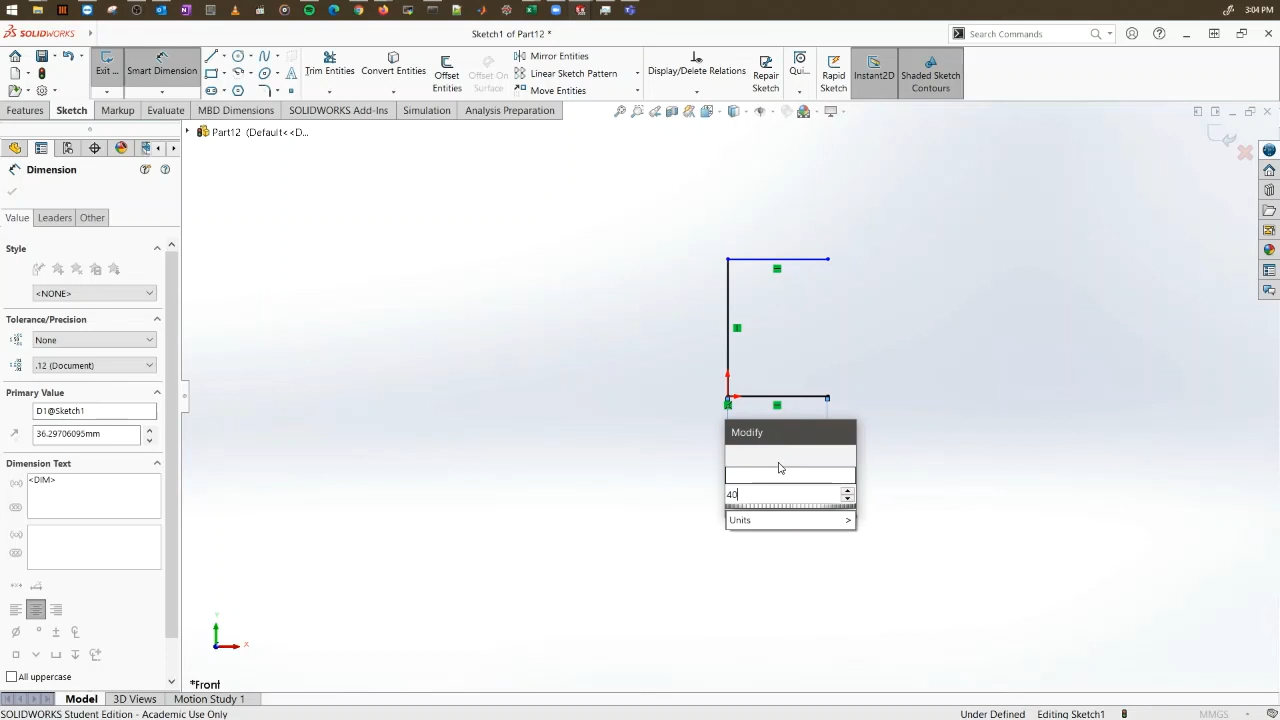 3:04 PM
SOLIDWORKS
Sketch1 of Part12 *
Search Commands
Exit ...
Smart Dimension
Trim Entities
Convert Entities
Offset Entities
Offset On Surface
Mirror Entities
Linear Sketch Pattern
Move Entities
Display/Delete Relations
Repair Sketch
Qui...
Rapid Sketch
Instant2D
Shaded Sketch Contours
Features
Sketch
Markup
Evaluate
MBD Dimensions
SOLIDWORKS Add-Ins
Simulation
Analysis Preparation
Part12 (Default<<D...
Dimension
Value
Leaders
Other
Style
<NONE>
Tolerance/Precision
None
.12 (Document)
Primary Value
D1@Sketch1
36.29706095mm
Dimension Text
<DIM>
All uppercase
Modify
40
Units >
Y
X
*Front
Model
3D Views
Motion Study 1
SOLIDWORKS Student Edition - Academic Use Only
Under Defined
Editing Sketch1
MMGS